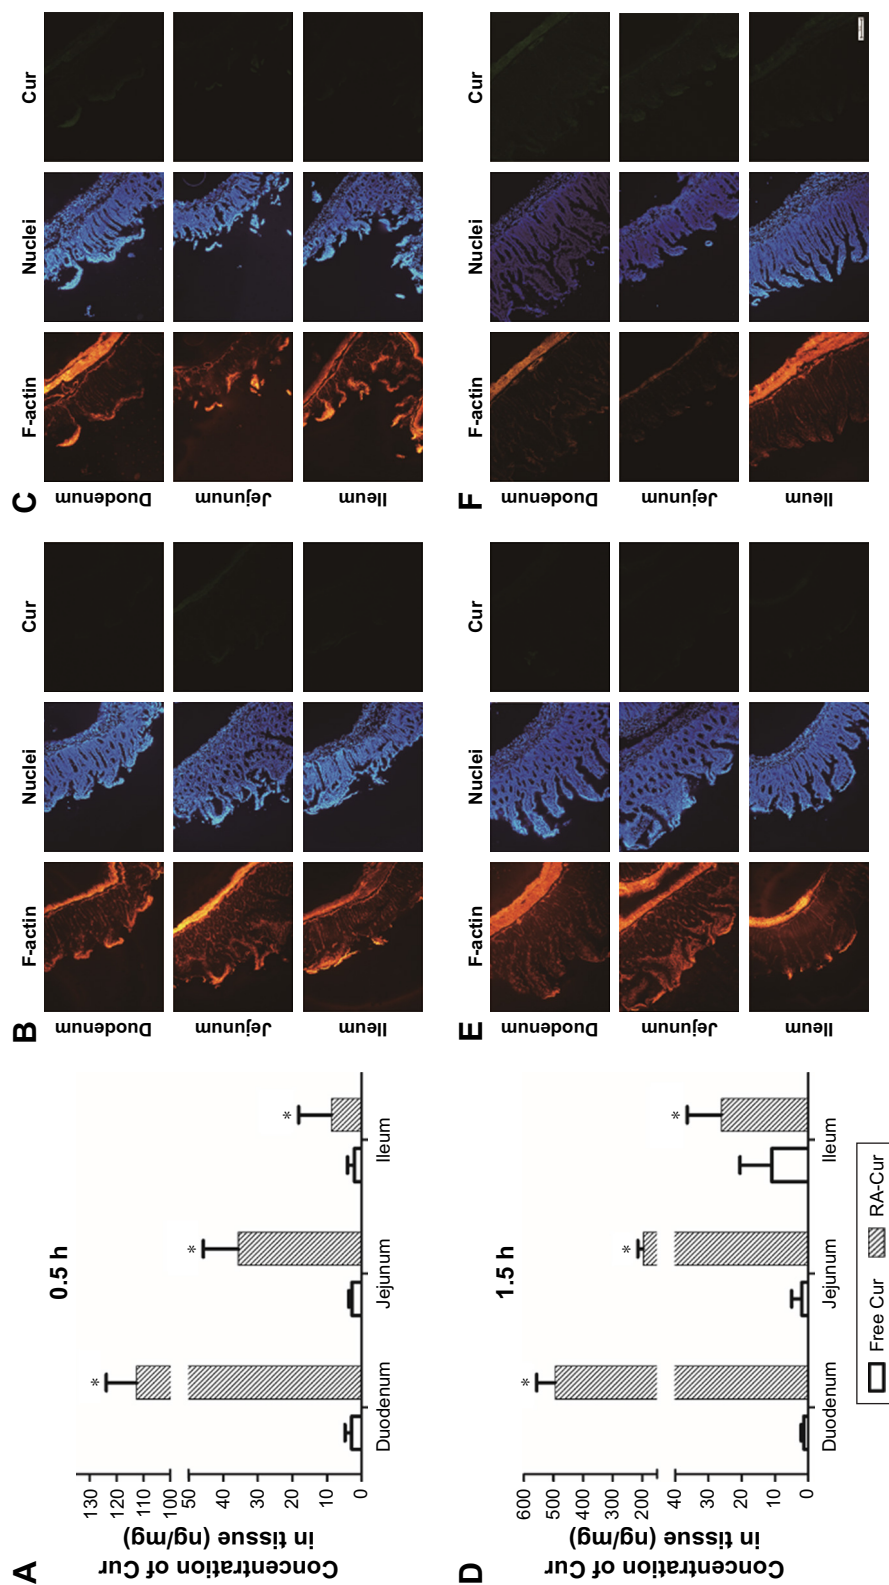 A
0.5 h
Concentration of Cur
in tissue (ng/mg)
130
120
110
100
50
40
30
20
10
0
*
*
*
Duodenum
Jejunum
Ileum
B
F-actin
Nuclei
Cur
Duodenum
Jejunum
Ileum
C
F-actin
Nuclei
Cur
Duodenum
Jejunum
Ileum
D
1.5 h
Concentration of Cur
in tissue (ng/mg)
600
500
400
300
200
40
30
20
10
0
*
*
*
Duodenum
Jejunum
Ileum
Free Cur
RA-Cur
E
F-actin
Nuclei
Cur
Duodenum
Jejunum
Ileum
F
F-actin
Nuclei
Cur
Duodenum
Jejunum
Ileum